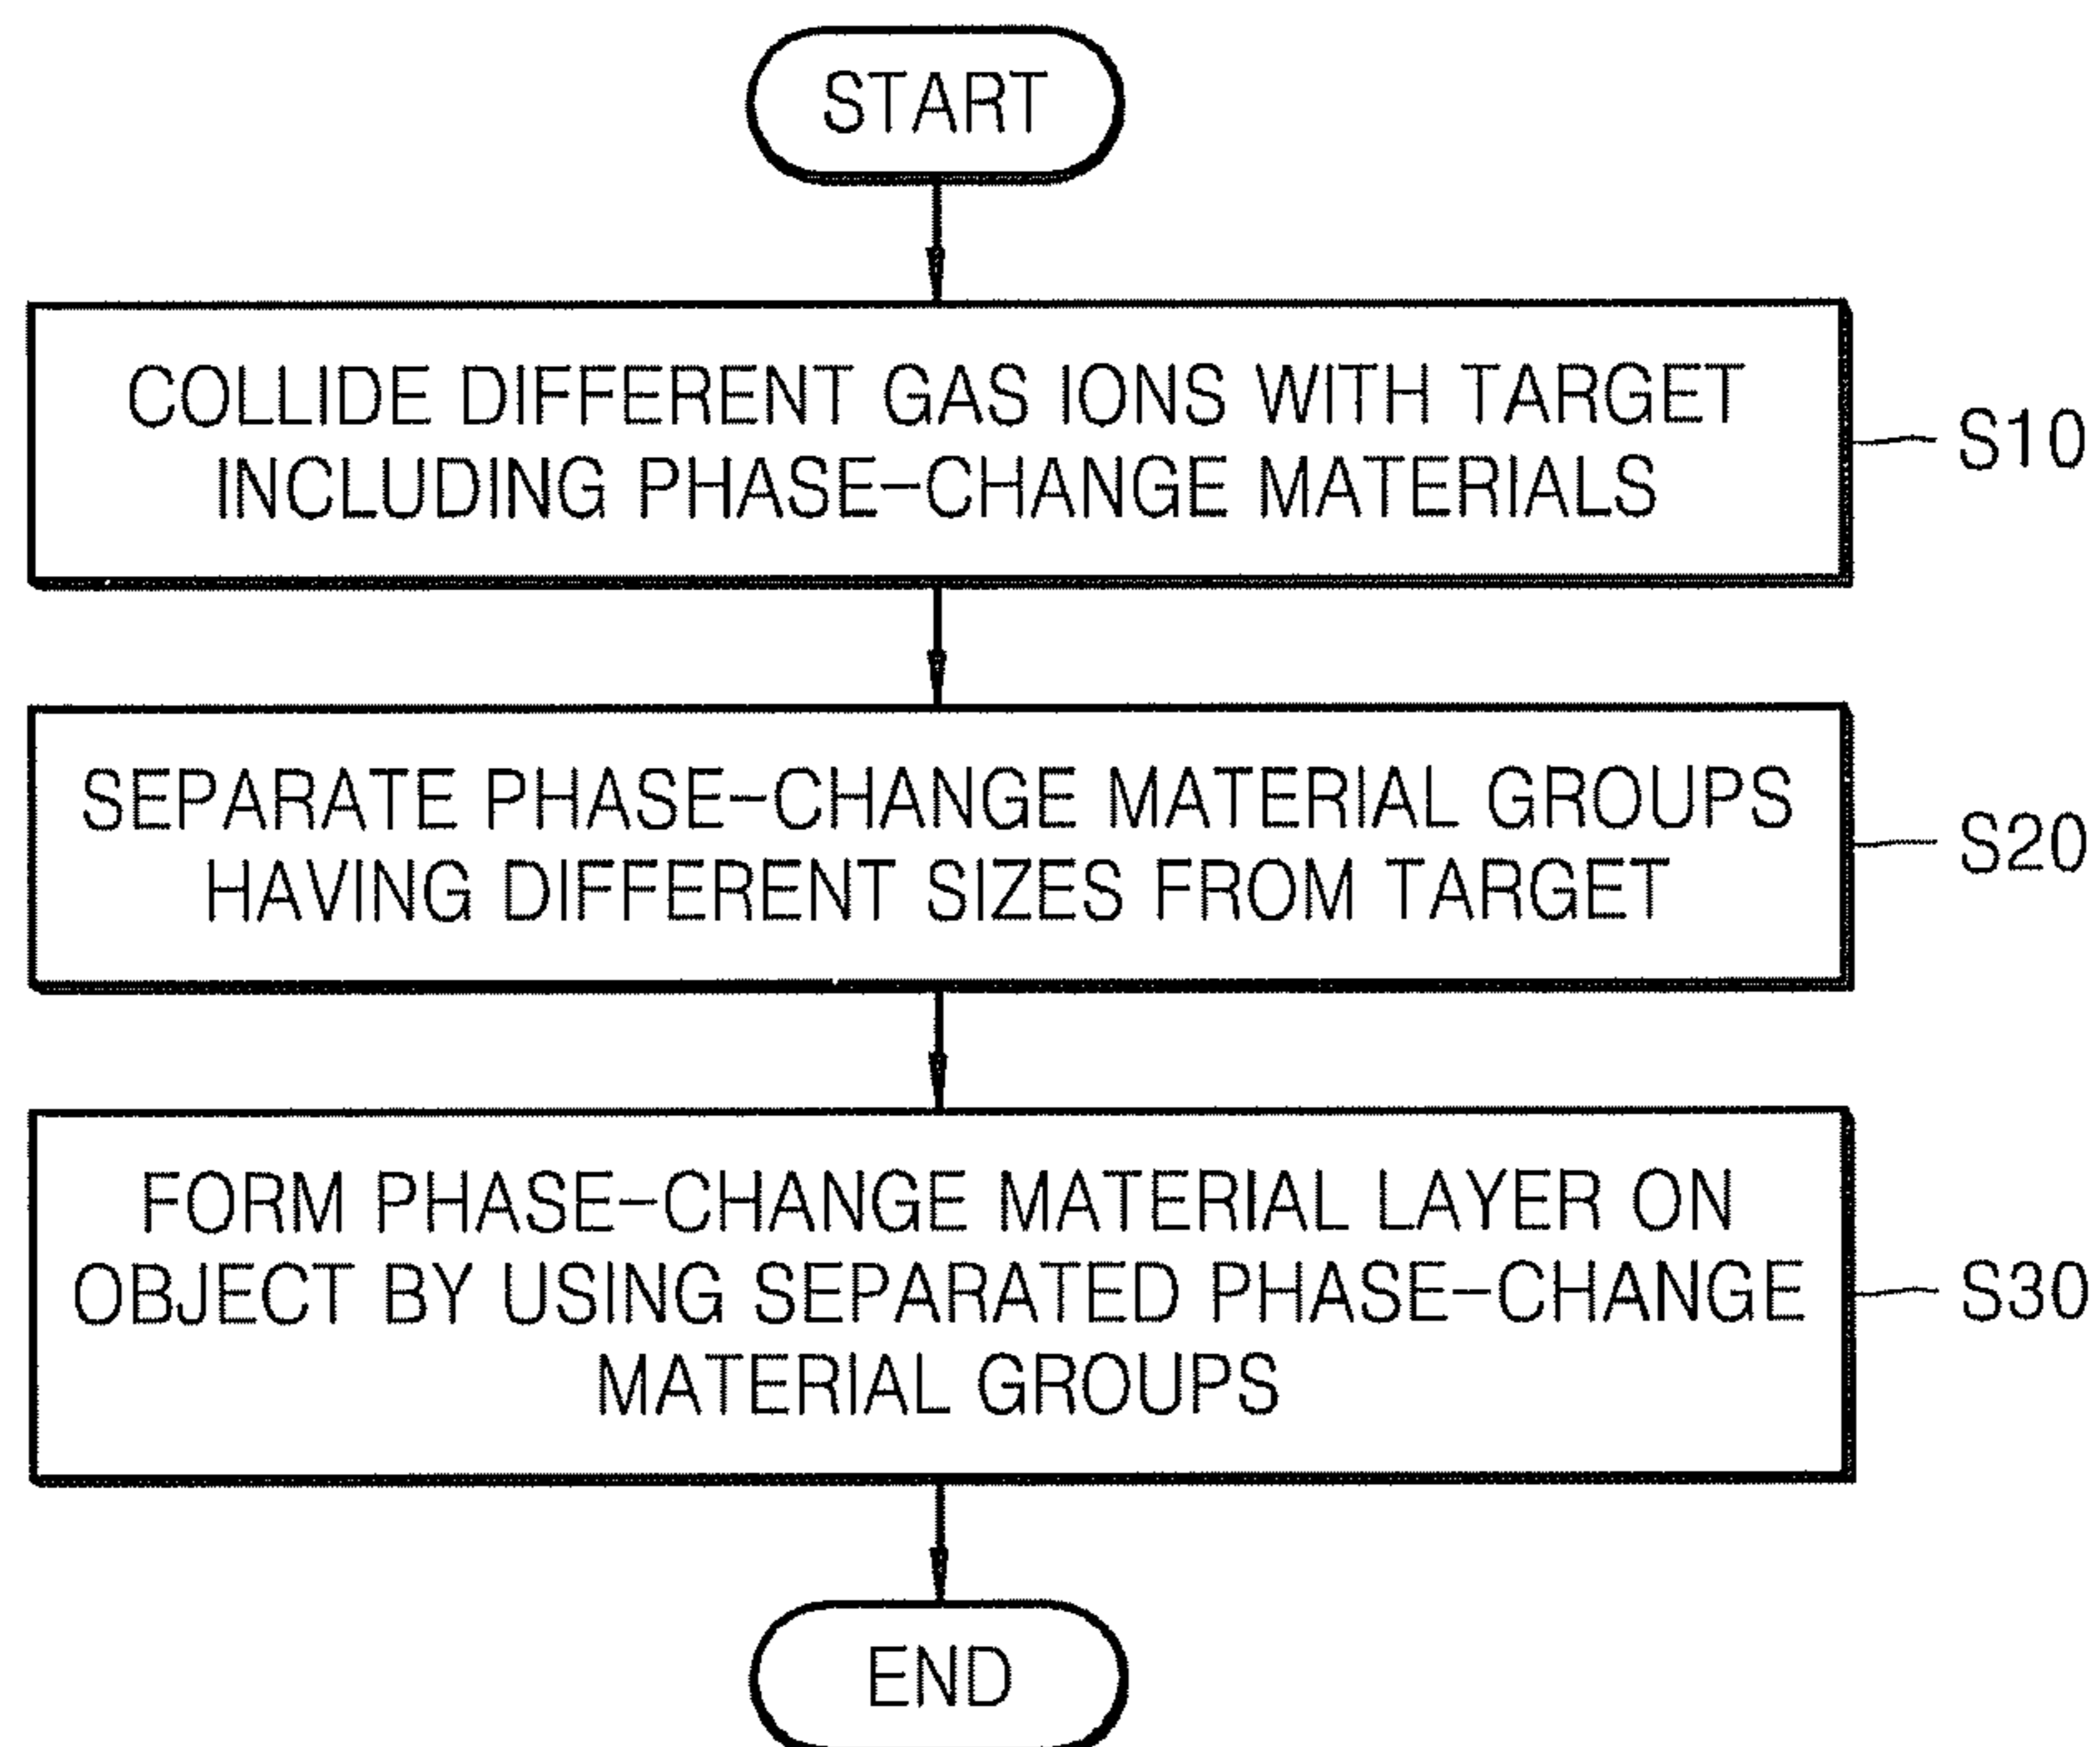 START
COLLIDE DIFFERENT GAS IONS WITH TARGET
INCLUDING PHASE-CHANGE MATERIALS
S10
SEPARATE PHASE-CHANGE MATERIAL GROUPS
HAVING DIFFERENT SIZES FROM TARGET
S20
FORM PHASE-CHANGE MATERIAL LAYER ON
OBJECT BY USING SEPARATED PHASE-CHANGE
MATERIAL GROUPS
S30
END